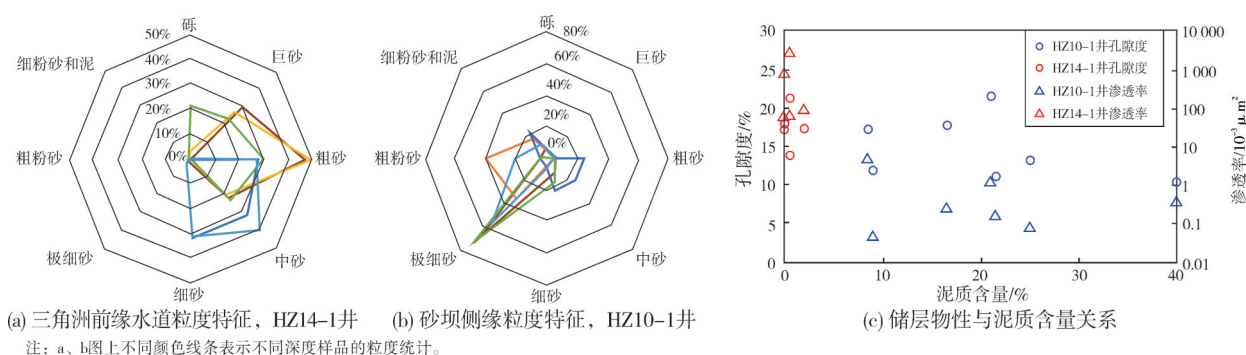 砾
50%
40%
30%
20%
10%
0%
巨砂
粗砂
中砂
细砂
极细砂
粗粉砂
细粉砂和泥
(a) 三角洲前缘水道粒度特征，HZ14-1井
砾
80%
60%
40%
20%
0%
巨砂
粗砂
中砂
细砂
极细砂
粗粉砂
细粉砂和泥
(b) 砂坝侧缘粒度特征，HZ10-1井
孔隙度/%
30
25
20
15
10
5
0
HZ10-1井孔隙度
HZ14-1井孔隙度
HZ10-1井渗透率
HZ14-1井渗透率
10 000
1 000
100
10
1
0.1
0.01
渗透率/10⁻³ μm²
0
10
20
30
40
泥质含量/%
(c) 储层物性与泥质含量关系
注：a、b图上不同颜色线条表示不同深度样品的粒度统计。